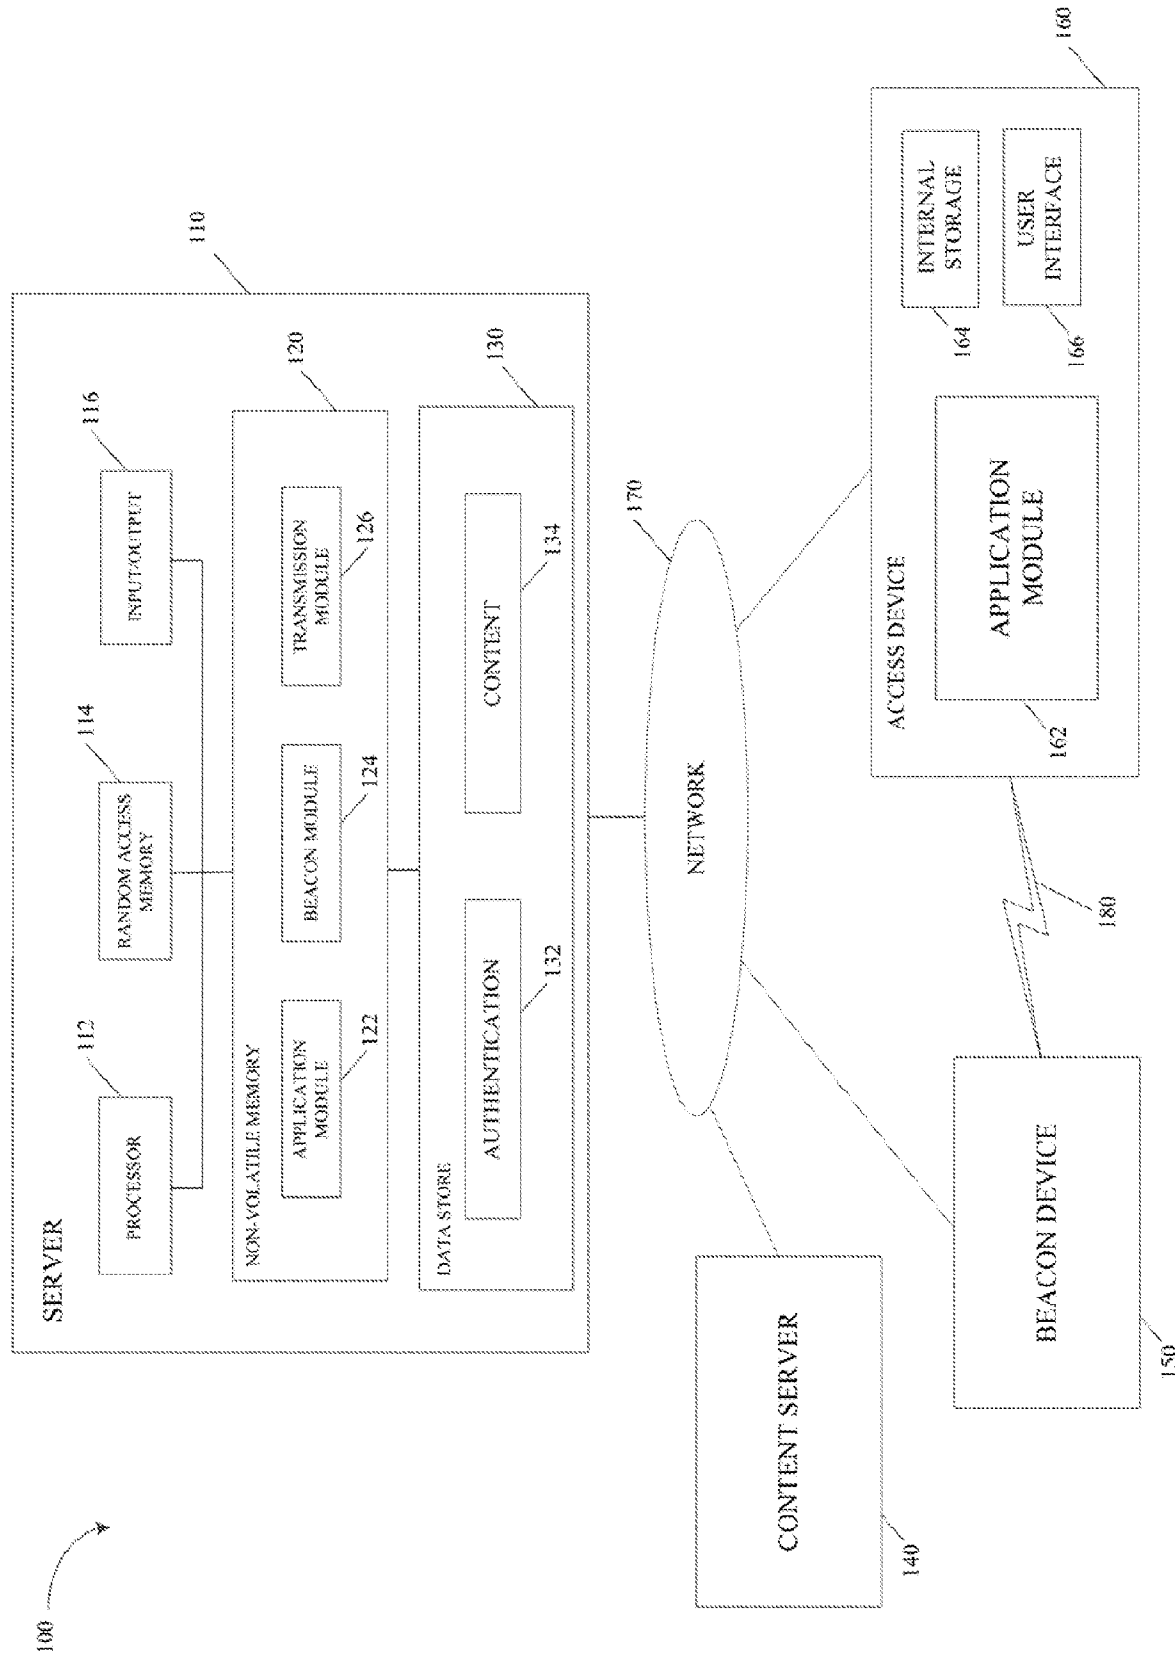 100
SERVER
110
PROCESSOR
112
RANDOM ACCESS
MEMORY
114
INPUT/OUTPUT
116
NON-VOLATILE MEMORY
120
APPLICATION
MODULE
122
BEACON MODULE
124
TRANSMISSION
MODULE
126
DATA STORE
130
AUTHENTICATION
132
CONTENT
134
NETWORK
170
CONTENT SERVER
140
BEACON DEVICE
150
180
ACCESS DEVICE
160
APPLICATION
MODULE
162
INTERNAL
STORAGE
164
USER
INTERFACE
166